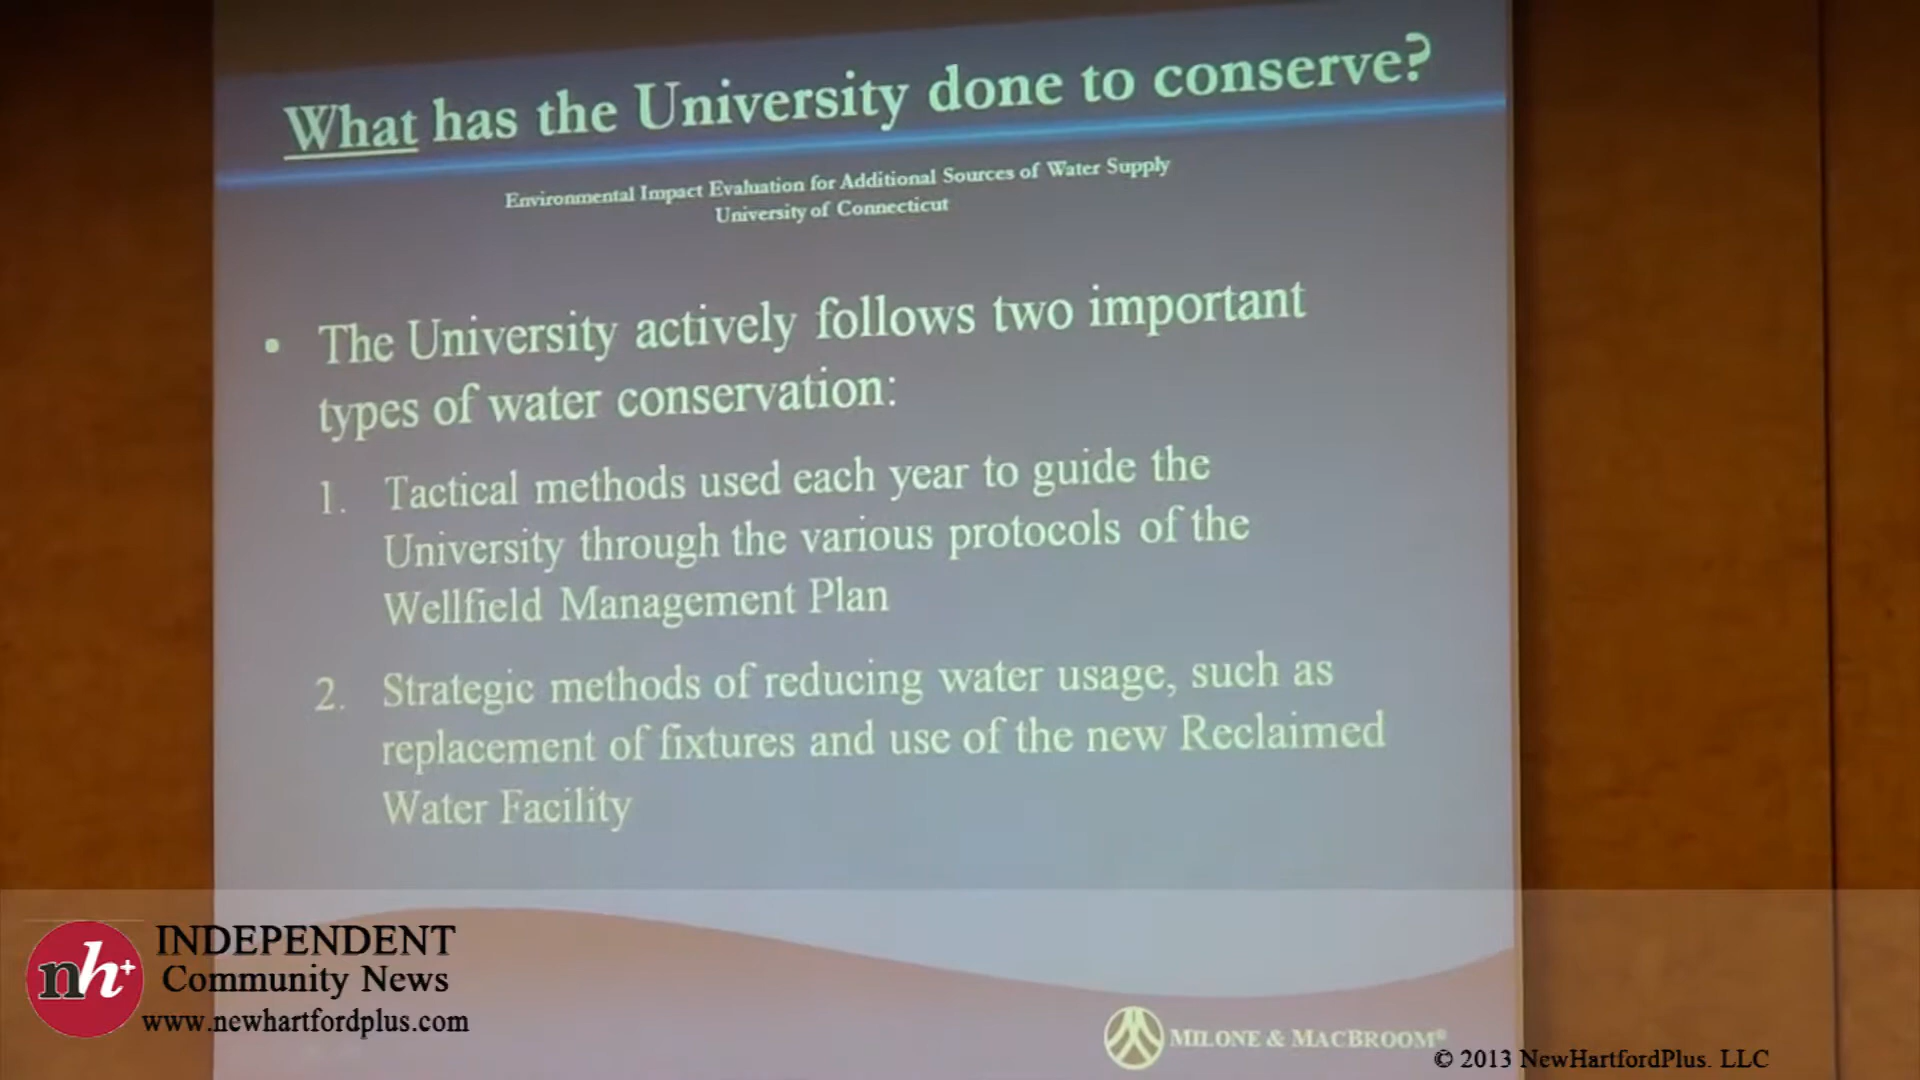 What has the University done to conserve?
Environmental Impact Evaluation for Additional Sources of Water Supply
University of Connecticut
• The University actively follows two important
types of water conservation:
1. Tactical methods used each year to guide the
University through the various protocols of the
Wellfield Management Plan
2. Strategic methods of reducing water usage, such as
replacement of fixtures and use of the new Reclaimed
Water Facility
nh+
INDEPENDENT
Community News
www.newhartfordplus.com
MILONE & MACBROOM®
© 2013 NewHartfordPlus. LLC